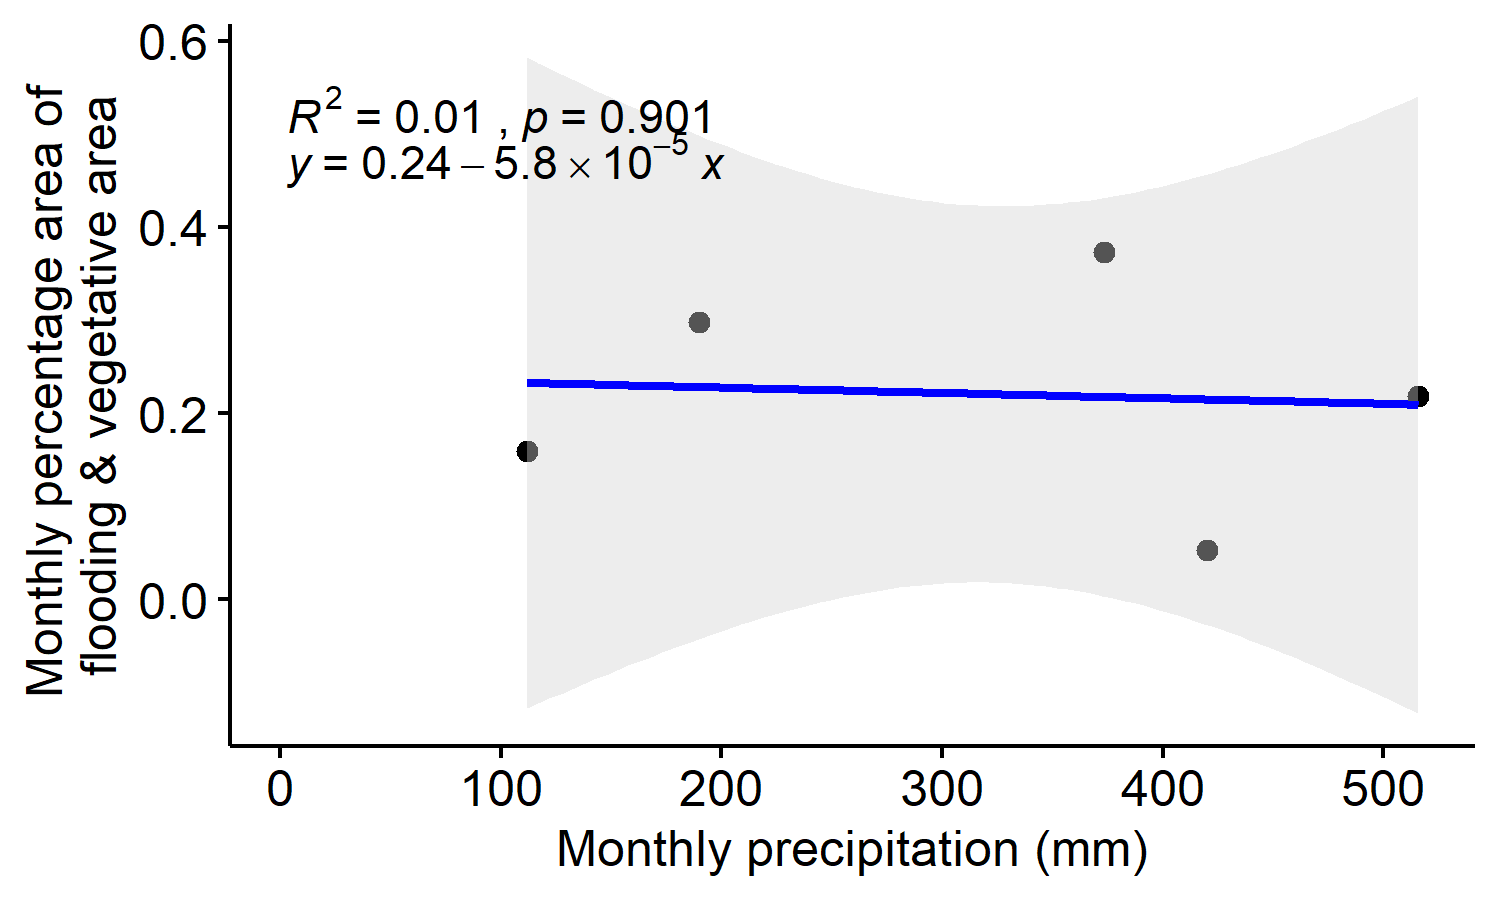 Monthly percentage area of
flooding & vegetative area
0.6
0.4
0.2
0.0
R² = 0.01 , p = 0.901
y = 0.24 – 5.8 × 10⁻⁵ x
0 100 200 300 400 500
Monthly precipitation (mm)